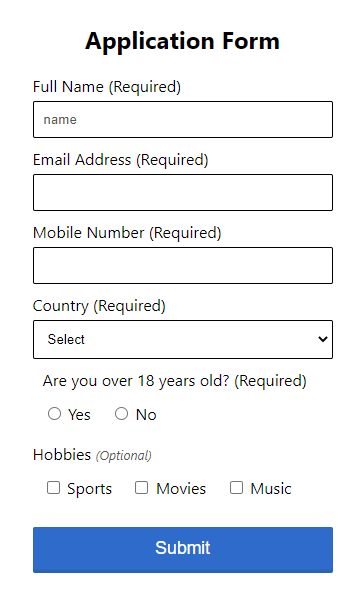 Application Form
Full Name (Required)
name
Email Address (Required)
Mobile Number (Required)
Country (Required)
Select
Are you over 18 years old? (Required)
Yes No
Hobbies (Optional)
Sports Movies Music
Submit